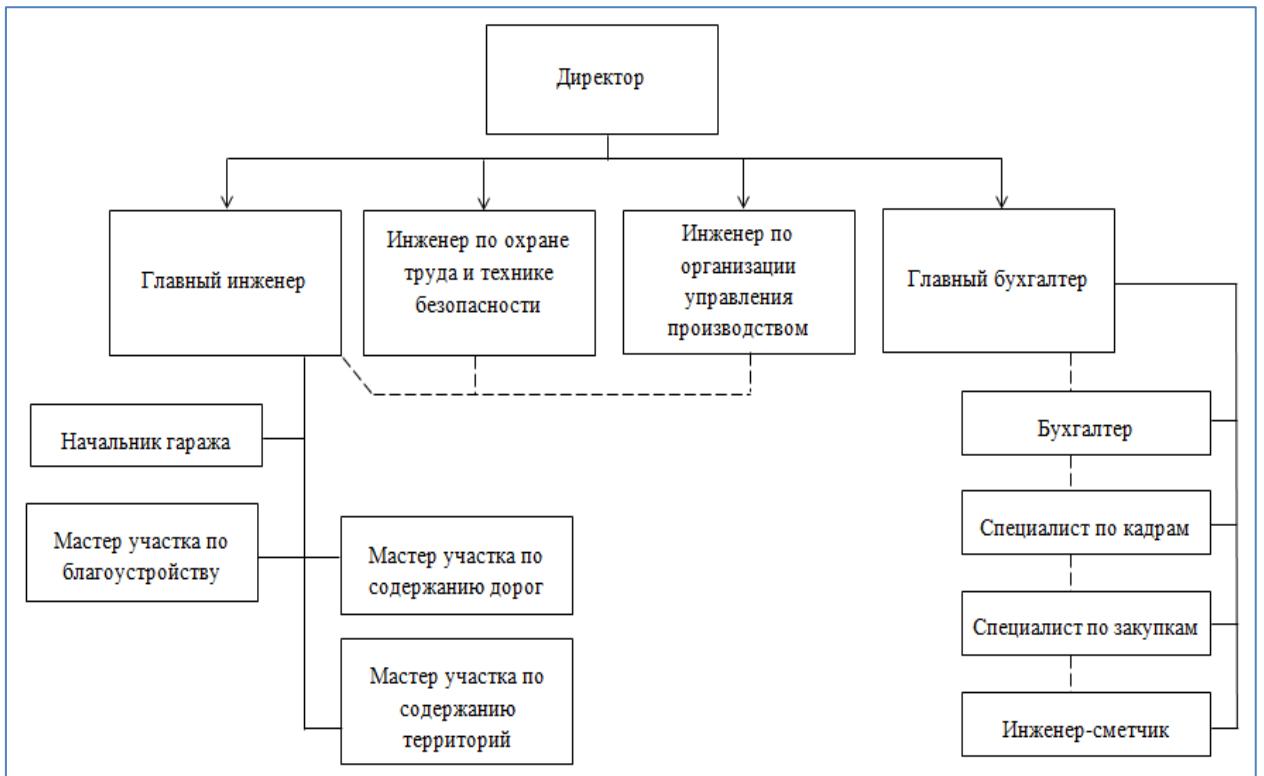 Директор
Главный инженер
Инженер по охране
труда и технике
безопасности
Инженер по
организации
управления
производством
Главный бухгалтер
Начальник гаража
Мастер участка по
благоустройству
Мастер участка по
содержанию дорог
Мастер участка по
содержанию
территорий
Бухгалтер
Специалист по кадрам
Специалист по закупкам
Инженер-сметчик